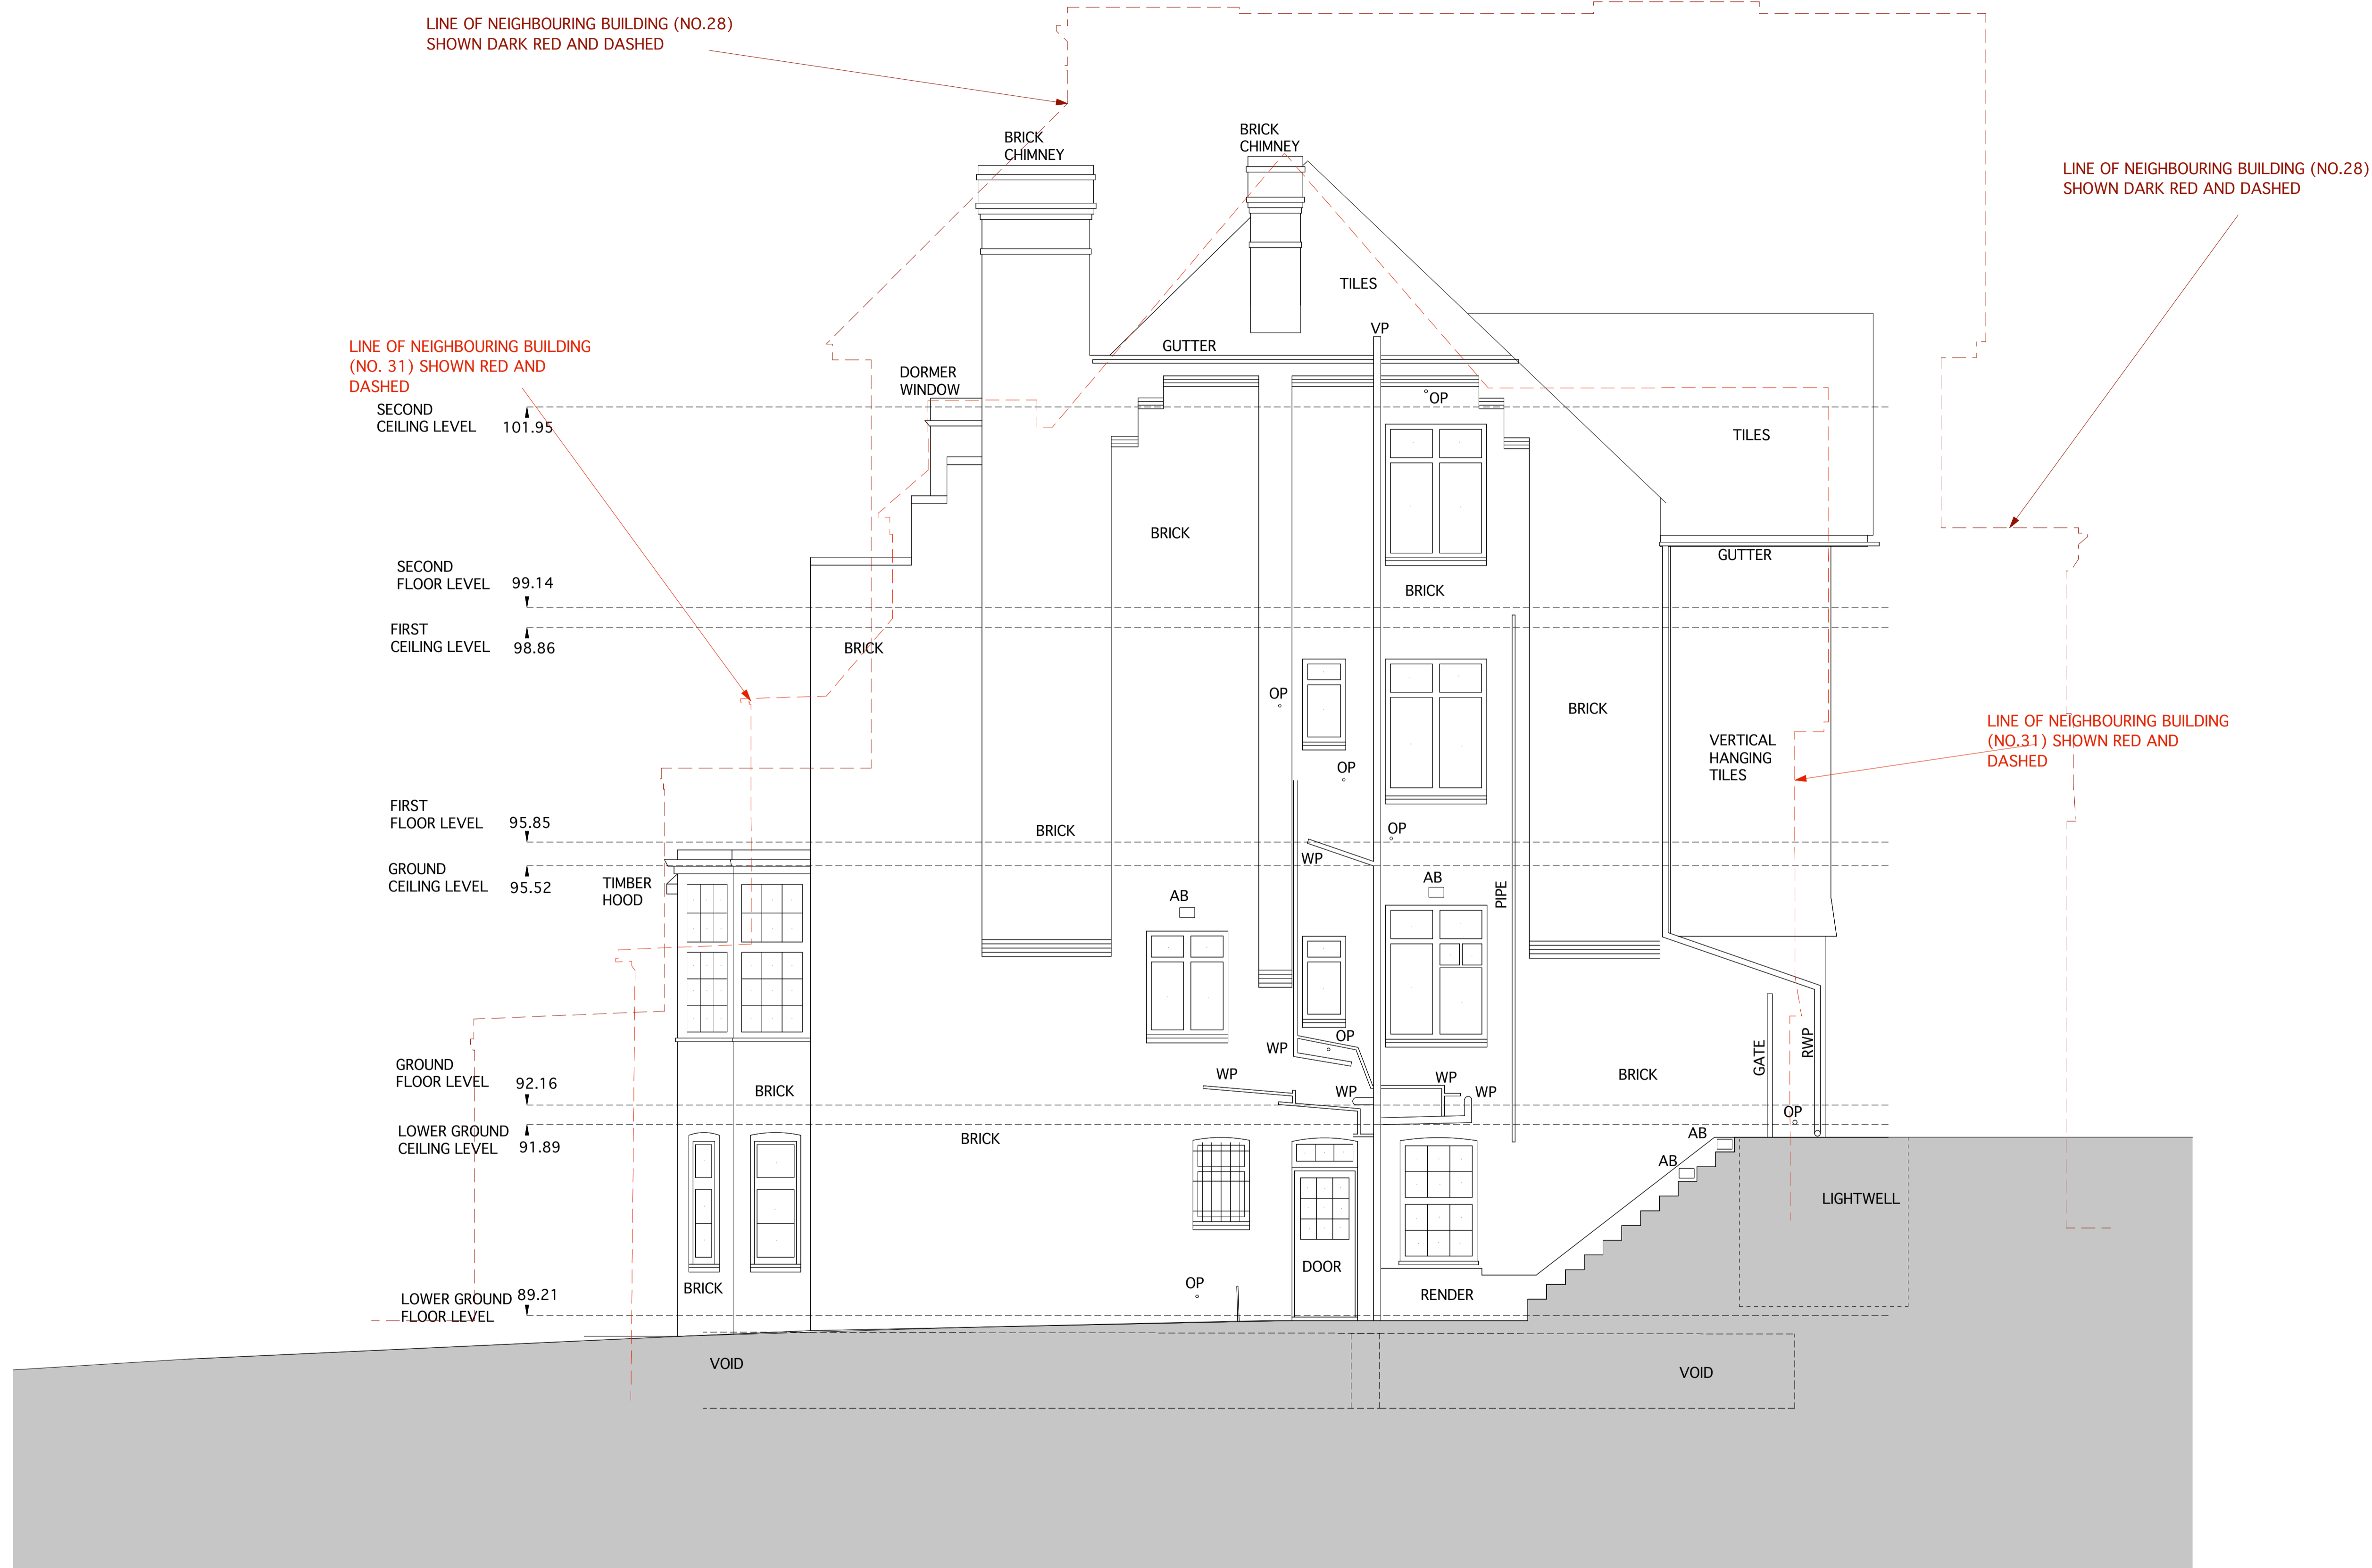 LINE OF NEIGHBOURING BUILDING (NO.28)
SHOWN DARK RED AND DASHED
BRICK
CHIMNEY
BRICK
CHIMNEY
LINE OF NEIGHBOURING BUILDING (NO.28)
SHOWN DARK RED AND DASHED
TILES
VP
GUTTER
LINE OF NEIGHBOURING BUILDING
(NO. 31) SHOWN RED AND
DASHED
DORMER
WINDOW
OP
SECOND
CEILING LEVEL 101.95
TILES
BRICK
GUTTER
SECOND
FLOOR LEVEL 99.14
BRICK
FIRST
CEILING LEVEL 98.86
BRICK
OP
BRICK
LINE OF NEIGHBOURING BUILDING
(NO.31) SHOWN RED AND
DASHED
VERTICAL
HANGING
TILES
OP
FIRST
FLOOR LEVEL 95.85
BRICK
OP
WP
GROUND
CEILING LEVEL 95.52
TIMBER
HOOD
AB
AB
PIPE
OP
WP
GATE
RWP
GROUND
FLOOR LEVEL 92.16
BRICK
WP
WP
WP
WP
BRICK
OP
LOWER GROUND
CEILING LEVEL 91.89
BRICK
AB
AB
LIGHTWELL
DOOR
OP
BRICK
RENDER
LOWER GROUND 89.21
FLOOR LEVEL
VOID
VOID